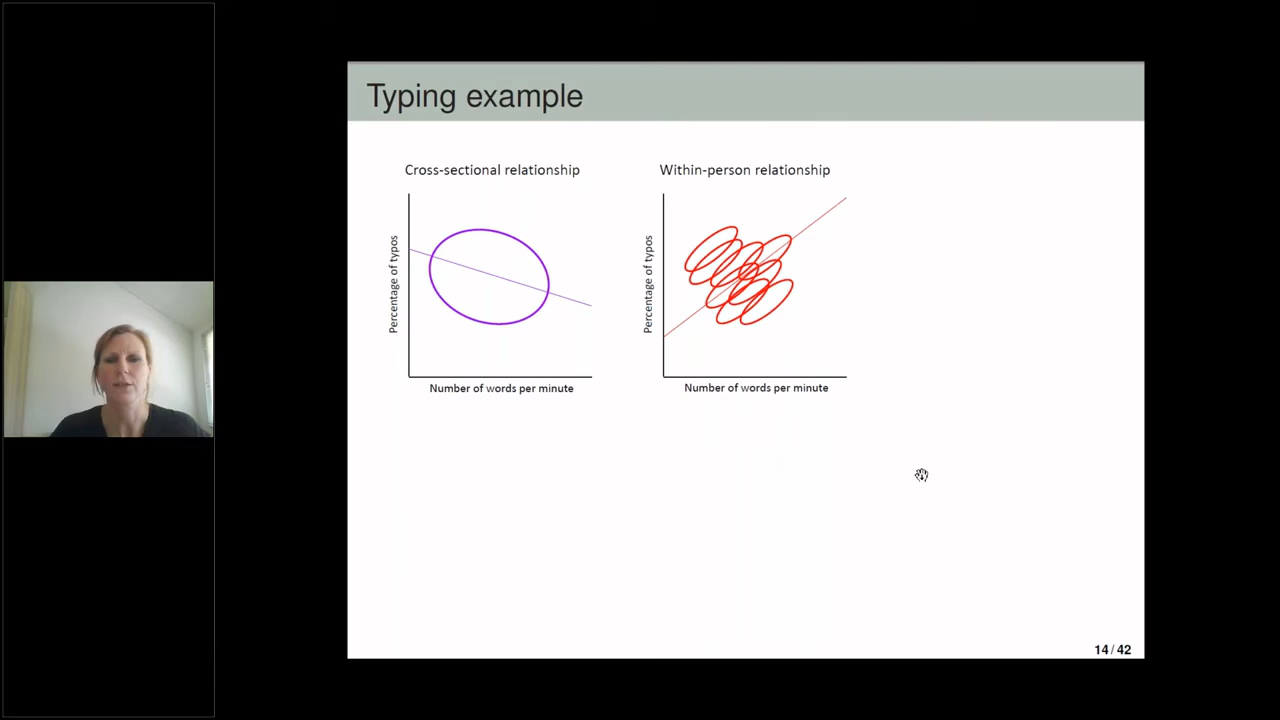 Typing example
Cross-sectional relationship
Percentage of typos
Number of words per minute
Within-person relationship
Percentage of typos
Number of words per minute
14 / 42